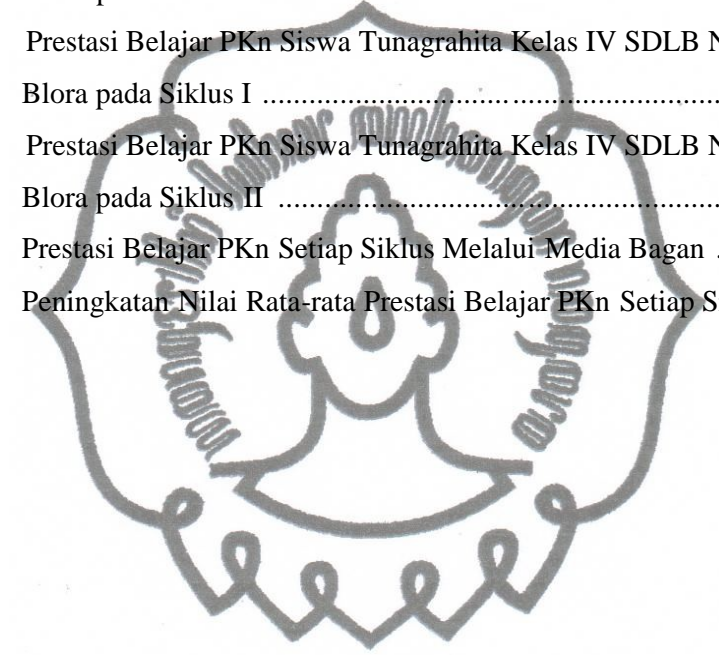 Prestasi Belajar PKn Siswa Tunagrahita Kelas IV SDLB N
Blora pada Siklus I ........................................................
Prestasi Belajar PKn Siswa Tunagrahita Kelas IV SDLB N
Blora pada Siklus II ........................................................
Prestasi Belajar PKn Setiap Siklus Melalui Media Bagan .
Peningkatan Nilai Rata-rata Prestasi Belajar PKn Setiap S